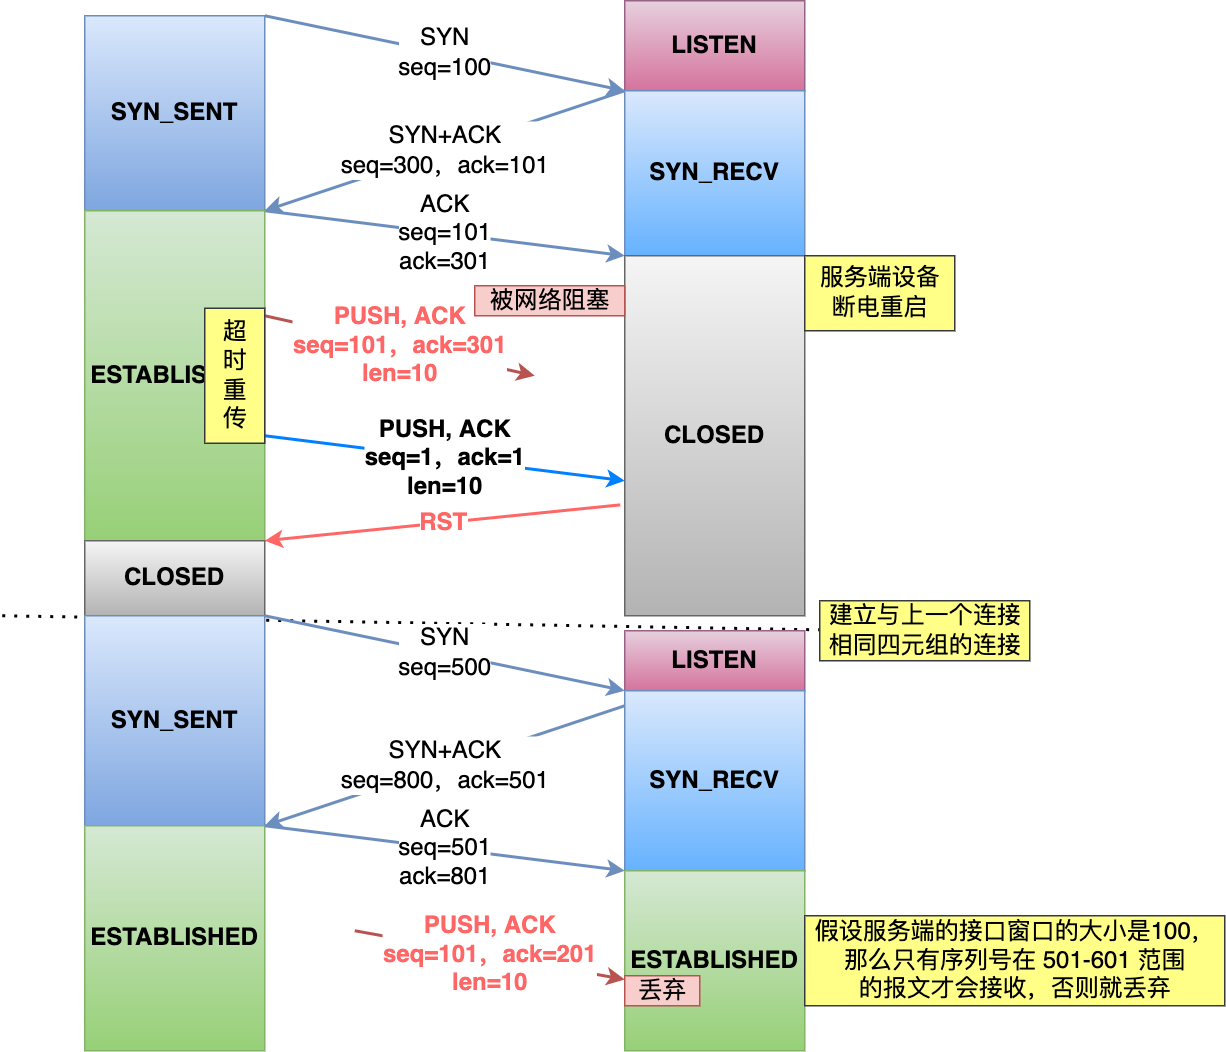 SYN
seq=100
LISTEN
SYN_SENT
SYN+ACK
seq=300，ack=101
SYN_RECV
ACK
seq=101
ack=301
服务端设备
断电重启
被网络阻塞
PUSH, ACK
seq=101，ack=301
len=10
超
时
重
传
ESTABLIS
PUSH, ACK
seq=1，ack=1
len=10
CLOSED
RST
CLOSED
建立与上一个连接
相同四元组的连接
SYN
seq=500
LISTEN
SYN_SENT
SYN+ACK
seq=800，ack=501
SYN_RECV
ACK
seq=501
ack=801
PUSH, ACK
seq=101，ack=201
len=10
ESTABLISHED
ESTABLISHED
丢弃
假设服务端的接口窗口的大小是100，
那么只有序列号在 501-601 范围
的报文才会接收，否则就丢弃